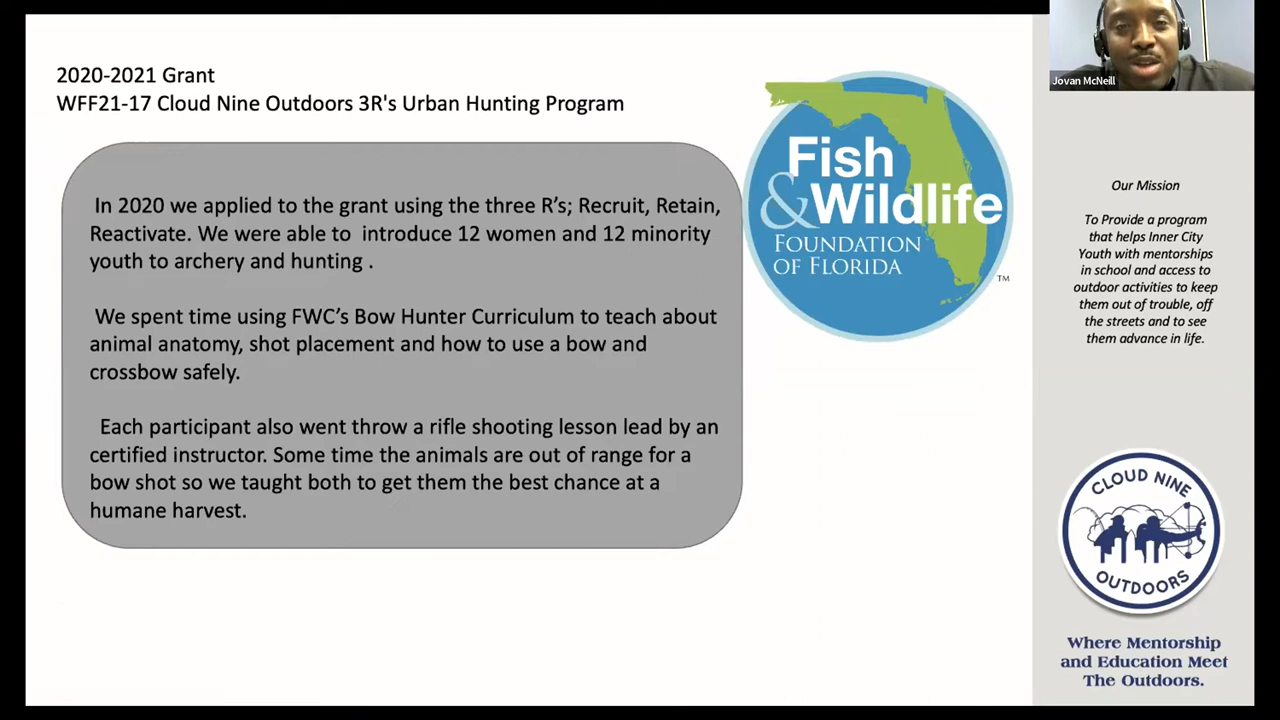 2020-2021 Grant
WFF21-17 Cloud Nine Outdoors 3R's Urban Hunting Program
In 2020 we applied to the grant using the three R's; Recruit, Retain,
Reactivate. We were able to introduce 12 women and 12 minority
youth to archery and hunting .
We spent time using FWC's Bow Hunter Curriculum to teach about
animal anatomy, shot placement and how to use a bow and
crossbow safely.
Each participant also went throw a rifle shooting lesson lead by an
certified instructor. Some time the animals are out of range for a
bow shot so we taught both to get them the best chance at a
humane harvest.
Fish
& Wildlife
FOUNDATION
OF FLORIDA
TM
Jovan McNeill
Our Mission
To Provide a program
that helps Inner City
Youth with mentorships
in school and access to
outdoor activities to keep
them out of trouble, off
the streets and to see
them advance in life.
CLOUD NINE
OUTDOORS
Where Mentorship
and Education Meet
The Outdoors.